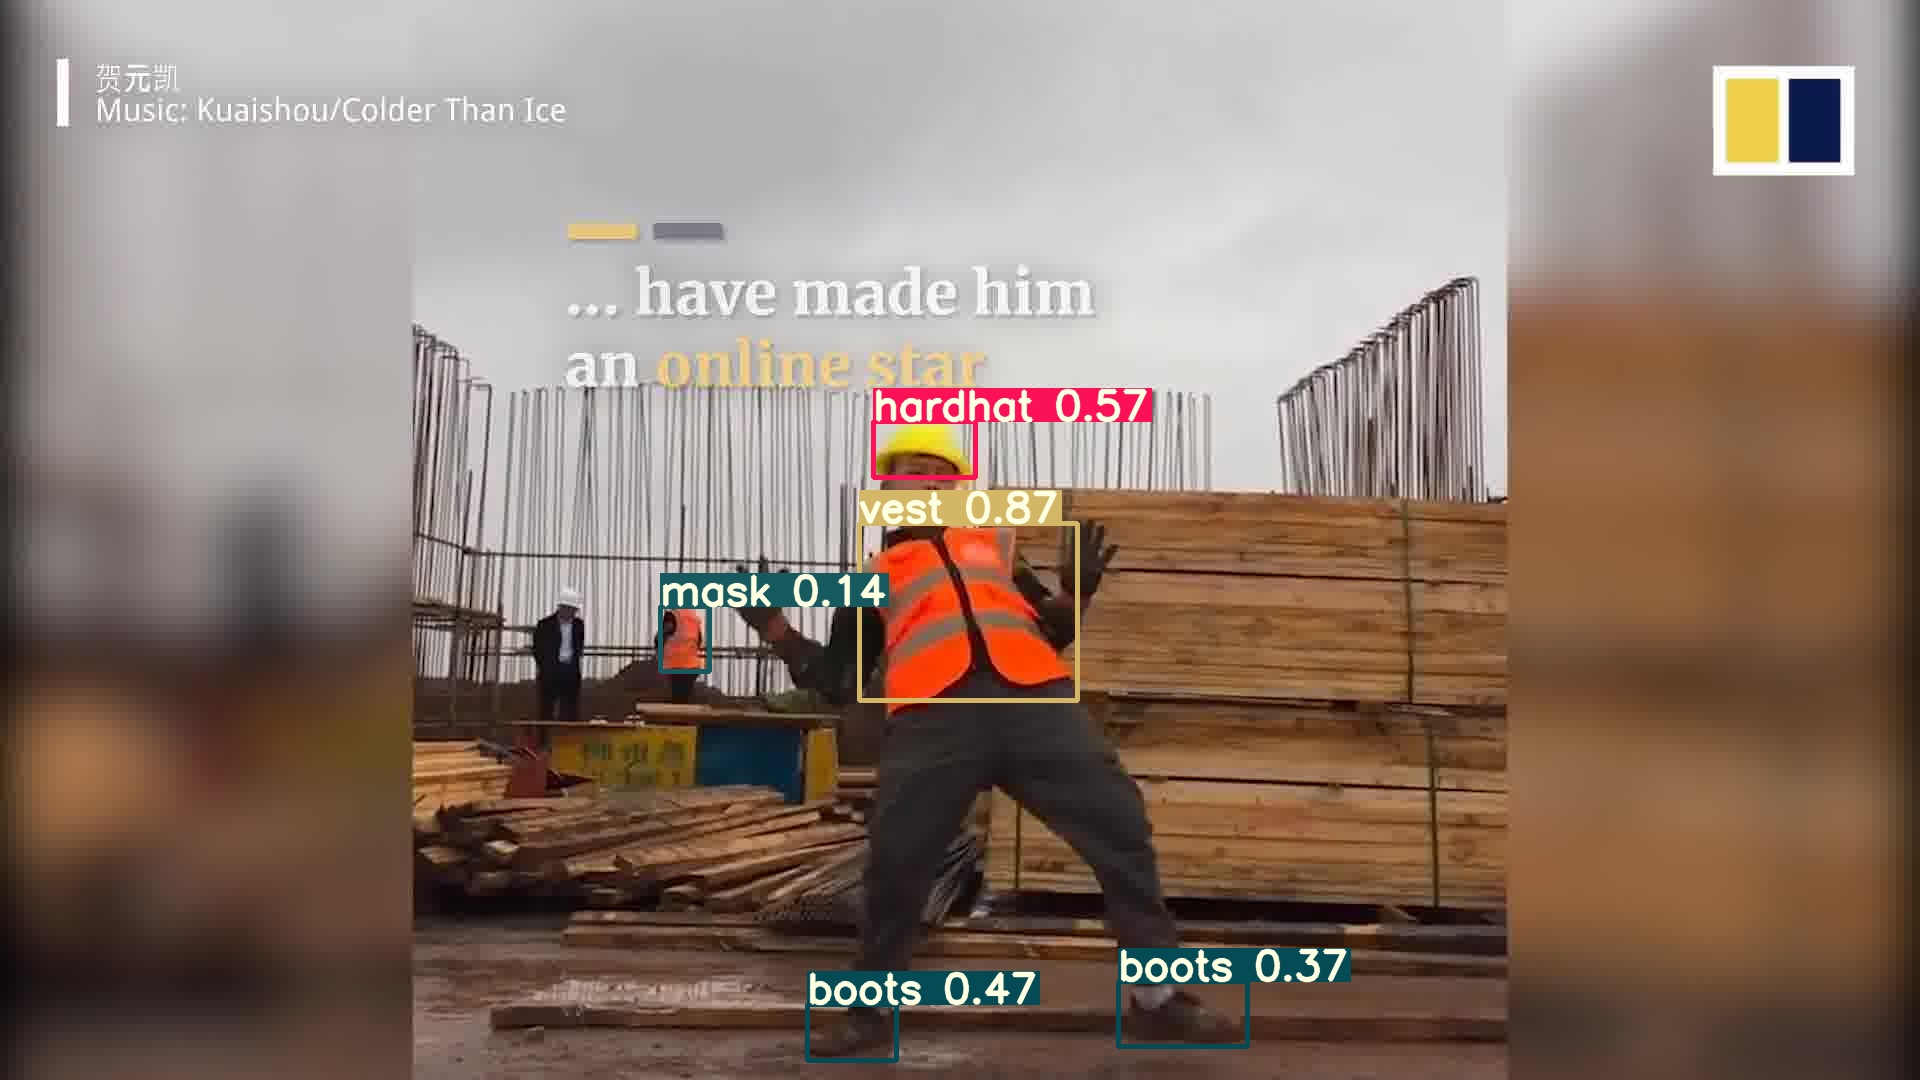 贺元凯
Music: Kuaishou/Colder Than Ice
... have made him
an online star
hardhat 0.57
vest 0.87
mask 0.14
boots 0.37
boots 0.47